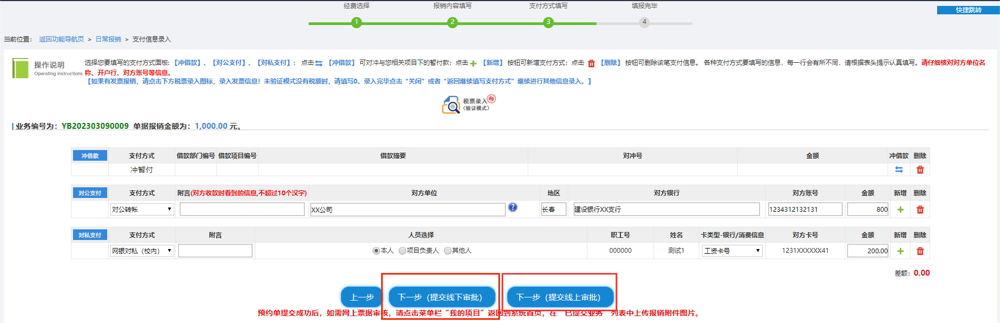 经费选择 报销内容填写 支付方式填写 填报完毕
快捷跳转
1 2 3 4
当前位置： 返回功能导航页 > 日常报销 > 支付信息录入
操作说明
Operating instructions
选择您要填写的支付方式面板：【冲借款】、【对公支付】、【对私支付】； 点击 【冲借款】 可对冲与您相关项目下的暂付款；点击 【新增】 按钮可新增支付方式；点击 【删除】 按钮可删除该笔支付信息。 各种支付方式要填写的信息，每一行会有所不同，请根据表头提示认真填写。请仔细核对对方单位名
称、开户行、对方账号等信息。
【如果有发票报销，请点击下方税票录入图标，录入发票信息！未验证模式没有税额时，请填写0。录入完毕点击“关闭”或者“返回继续填写支付方式”继续进行其他信息录入。】
税票录入
（验证模式）
业务编号为： YB202303090009 单据报销金额为： 1,000.00 元。
冲借款 支付方式 借款部门编号 借款项目编号 借款摘要 对冲号 金额 冲借款 删除
冲暂付
对公支付 支付方式 附言(对方收款时看到的信息,不超过10个汉字) 对方单位 地区 对方银行 对方账号 金额 新增 删除
对公转帐 XX公司 ? 长春 建设银行XX支行 1234312132131 800
对私支付 支付方式 附言 人员选择 职工号 姓名 卡类型-银行/消费信息 对方卡号 金额 新增 删除
网银对私（校内） 本人 项目负责人 其他人 000000 测试1 工资卡号 1231XXXXXX41 200.00
差额： 0.00
上一步 下一步（提交线下审批） 下一步（提交线上审批）
预约单提交成功后，如需网上票据审核，请点击菜单栏“我的项目”返回到系统首页，在“已提交业务”列表中上传报销附件图片。